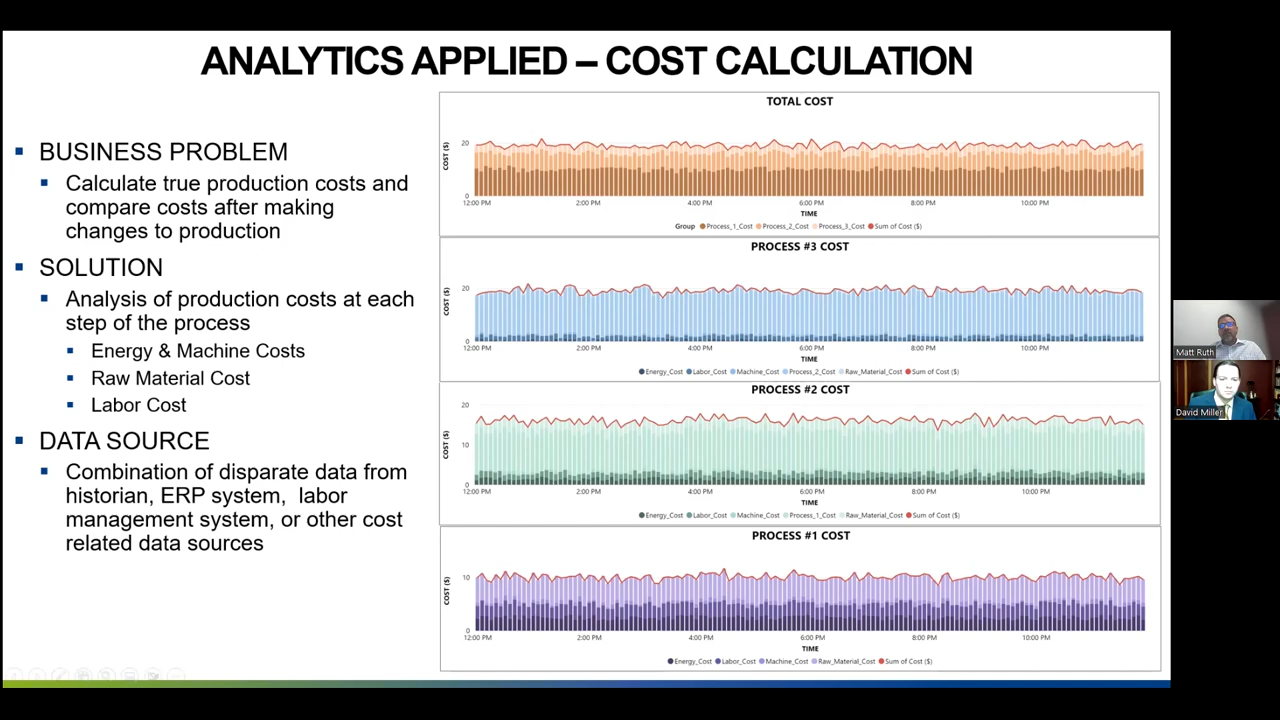 ANALYTICS APPLIED – COST CALCULATION
BUSINESS PROBLEM
Calculate true production costs and
compare costs after making
changes to production
SOLUTION
Analysis of production costs at each
step of the process
Energy & Machine Costs
Raw Material Cost
Labor Cost
DATA SOURCE
Combination of disparate data from
historian, ERP system, labor
management system, or other cost
related data sources
TOTAL COST
COST ($)
20
0
12:00 PM 2:00 PM 4:00 PM 6:00 PM 8:00 PM 10:00 PM
TIME
Group Process_1_Cost Process_2_Cost Process_3_Cost Sum of Cost ($)
PROCESS #3 COST
COST ($)
20
0
12:00 PM 2:00 PM 4:00 PM 6:00 PM 8:00 PM 10:00 PM
TIME
Energy_Cost Labor_Cost Machine_Cost Process_2_Cost Raw_Material_Cost Sum of Cost ($)
PROCESS #2 COST
COST ($)
20
10
0
12:00 PM 2:00 PM 4:00 PM 6:00 PM 8:00 PM 10:00 PM
TIME
Energy_Cost Labor_Cost Machine_Cost Process_1_Cost Raw_Material_Cost Sum of Cost ($)
PROCESS #1 COST
COST ($)
10
0
12:00 PM 2:00 PM 4:00 PM 6:00 PM 8:00 PM 10:00 PM
TIME
Energy_Cost Labor_Cost Machine_Cost Raw_Material_Cost Sum of Cost ($)
Matt Ruth
David Miller